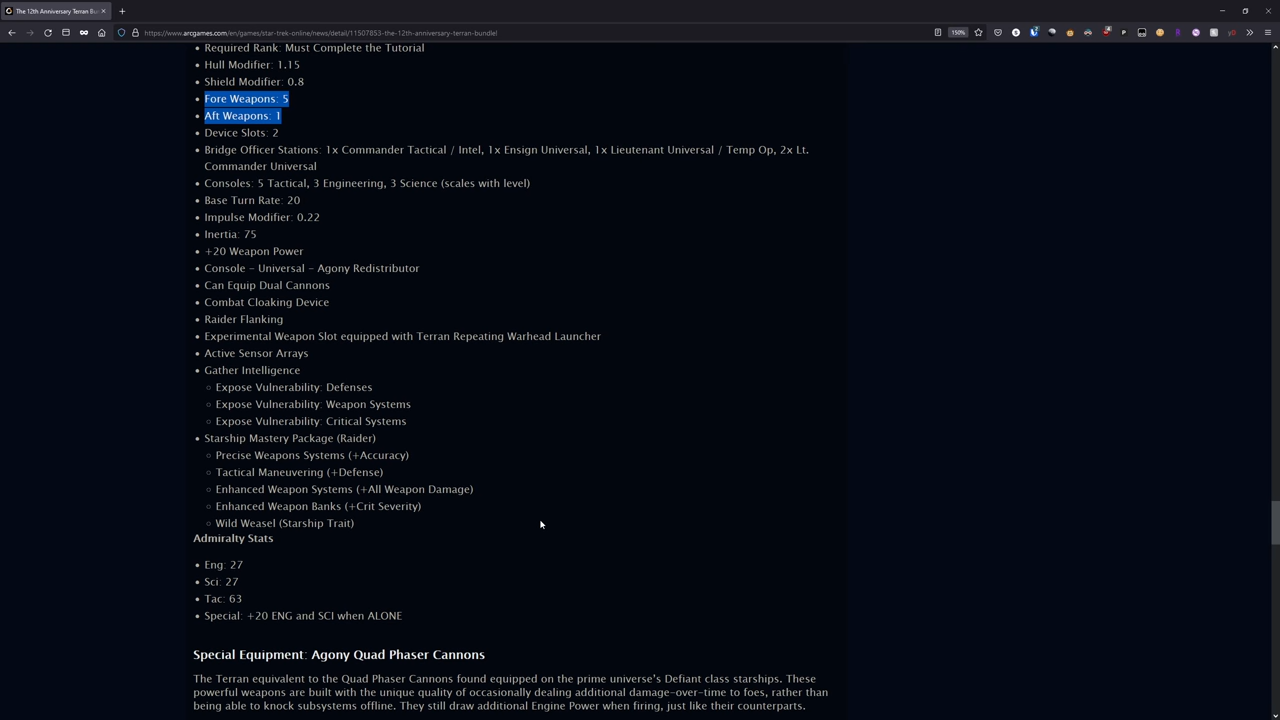 The 12th Anniversary Terran Bu
https://www.arcgames.com/en/games/star-trek-online/news/detail/11507853-the-12th-anniversary-terran-bundle!
150%
Required Rank: Must Complete the Tutorial
Hull Modifier: 1.15
Shield Modifier: 0.8
Fore Weapons: 5
Aft Weapons: 1
Device Slots: 2
Bridge Officer Stations: 1x Commander Tactical / Intel, 1x Ensign Universal, 1x Lieutenant Universal / Temp Op, 2x Lt.
Commander Universal
Consoles: 5 Tactical, 3 Engineering, 3 Science (scales with level)
Base Turn Rate: 20
Impulse Modifier: 0.22
Inertia: 75
+20 Weapon Power
Console – Universal – Agony Redistributor
Can Equip Dual Cannons
Combat Cloaking Device
Raider Flanking
Experimental Weapon Slot equipped with Terran Repeating Warhead Launcher
Active Sensor Arrays
Gather Intelligence
Expose Vulnerability: Defenses
Expose Vulnerability: Weapon Systems
Expose Vulnerability: Critical Systems
Starship Mastery Package (Raider)
Precise Weapons Systems (+Accuracy)
Tactical Maneuvering (+Defense)
Enhanced Weapon Systems (+All Weapon Damage)
Enhanced Weapon Banks (+Crit Severity)
Wild Weasel (Starship Trait)
Admiralty Stats
Eng: 27
Sci: 27
Tac: 63
Special: +20 ENG and SCI when ALONE
Special Equipment: Agony Quad Phaser Cannons
The Terran equivalent to the Quad Phaser Cannons found equipped on the prime universe's Defiant class starships. These
powerful weapons are built with the unique quality of occasionally dealing additional damage-over-time to foes, rather than
being able to knock subsystems offline. They still draw additional Engine Power when firing, just like their counterparts.